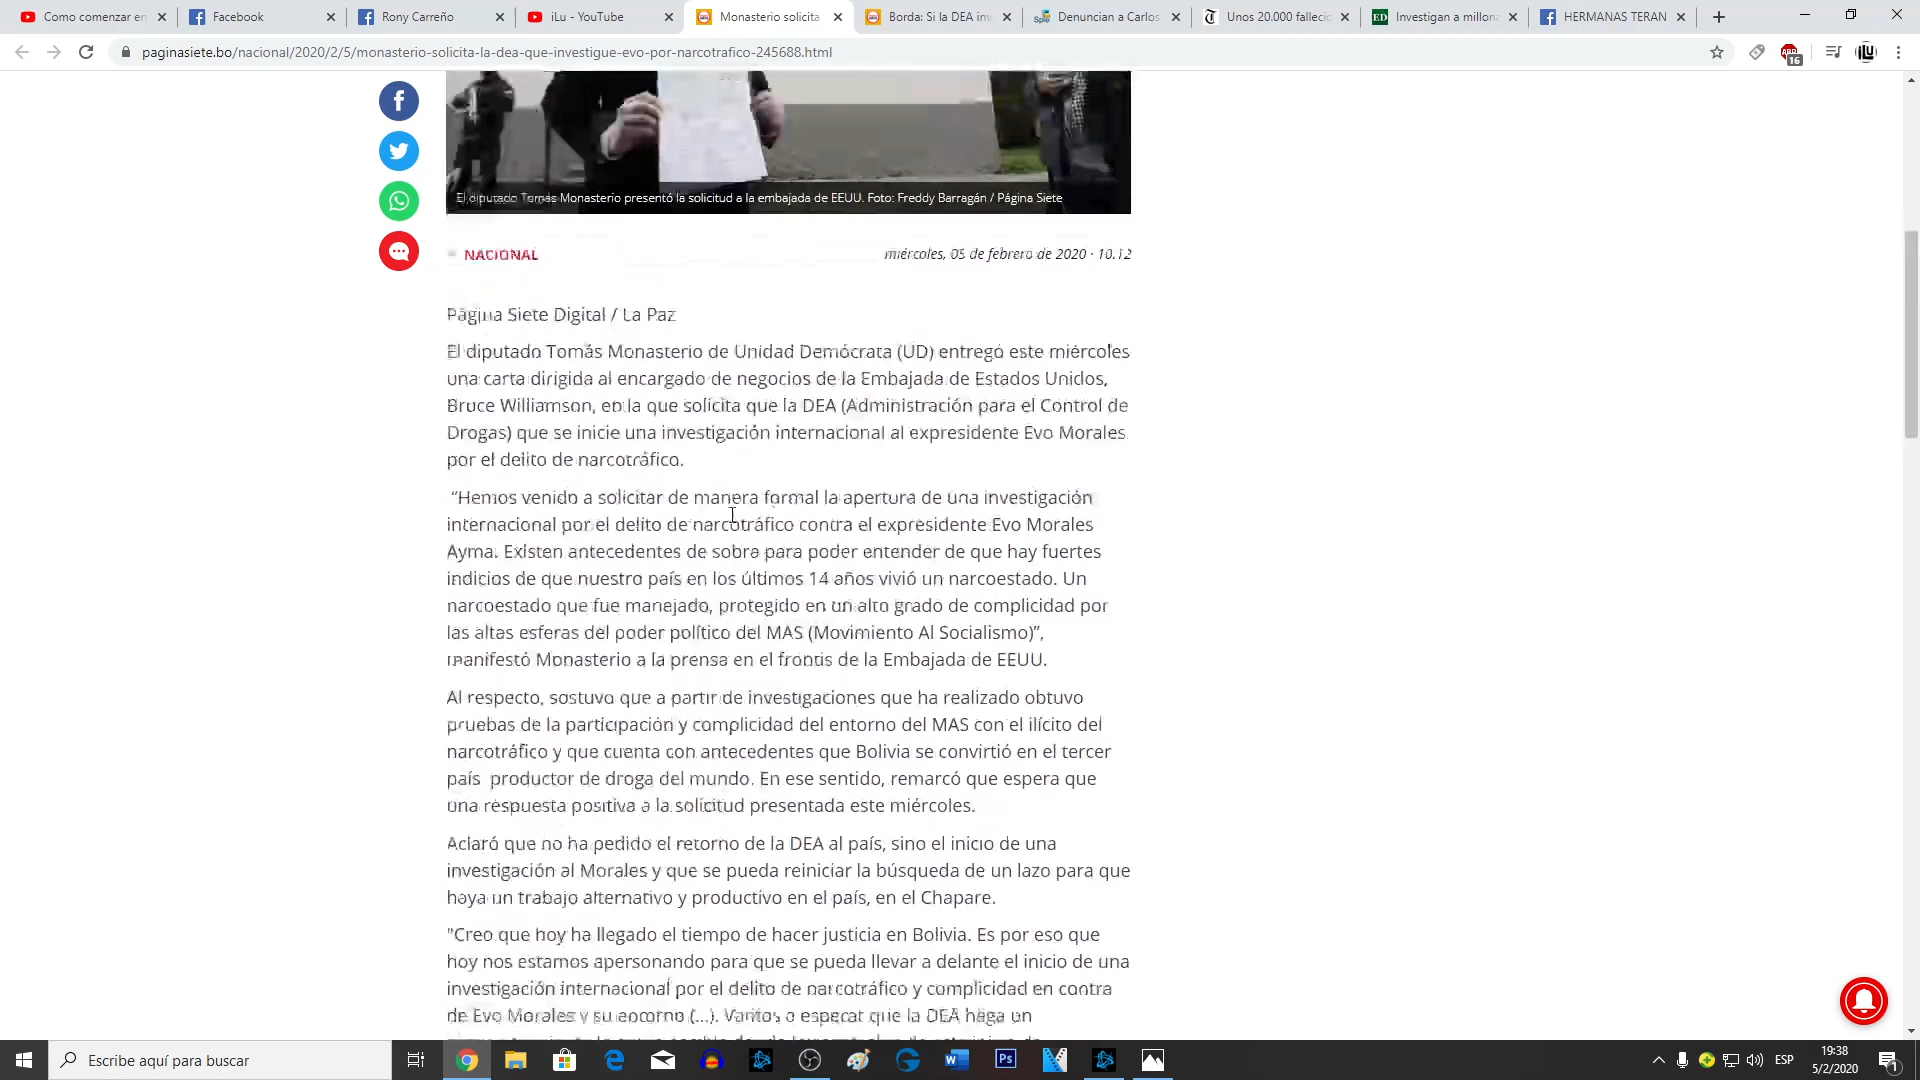 Como comenzar en
Facebook
Rony Carreño
iLu - YouTube
Monasterio solicita
Borda: Si la DEA inv
Denuncian a Carlos
Unos 20.000 falleci
Investigan a millona
HERMANAS TERAN
paginasiete.bo/nacional/2020/2/5/monasterio-solicita-la-dea-que-investigue-evo-por-narcotrafico-245688.html
16
El diputado Tomás Monasterio presentó la solicitud a la embajada de EEUU. Foto: Freddy Barragán / Página Siete
NACIONAL
miércoles, 05 de febrero de 2020 · 10:12
Página Siete Digital / La Paz
El diputado Tomás Monasterio de Unidad Demócrata (UD) entregó este miércoles
una carta dirigida al encargado de negocios de la Embajada de Estados Unidos,
Bruce Williamson, en la que solicita que la DEA (Administración para el Control de
Drogas) que se inicie una investigación internacional al expresidente Evo Morales
por el delito de narcotráfico.
“Hemos venido a solicitar de manera formal la apertura de una investigación
internacional por el delito de narcotráfico contra el expresidente Evo Morales
Ayma. Existen antecedentes de sobra para poder entender de que hay fuertes
indicios de que nuestro país en los últimos 14 años vivió un narcoestado. Un
narcoestado que fue manejado, protegido en un alto grado de complicidad por
las altas esferas del poder político del MAS (Movimiento Al Socialismo)”,
manifestó Monasterio a la prensa en el frontis de la Embajada de EEUU.
Al respecto, sostuvo que a partir de investigaciones que ha realizado obtuvo
pruebas de la participación y complicidad del entorno del MAS con el ilícito del
narcotráfico y que cuenta con antecedentes que Bolivia se convirtió en el tercer
país productor de droga del mundo. En ese sentido, remarcó que espera que
una respuesta positiva a la solicitud presentada este miércoles.
Aclaró que no ha pedido el retorno de la DEA al país, sino el inicio de una
investigación al Morales y que se pueda reiniciar la búsqueda de un lazo para que
haya un trabajo alternativo y productivo en el país, en el Chapare.
"Creo que hoy ha llegado el tiempo de hacer justicia en Bolivia. Es por eso que
hoy nos estamos apersonando para que se pueda llevar a delante el inicio de una
investigación internacional por el delito de narcotráfico y complicidad en contra
de Evo Morales y su entorno (...). Vamos a esperar que la DEA haga un
Escribe aquí para buscar
ESP
19:38
5/2/2020
1